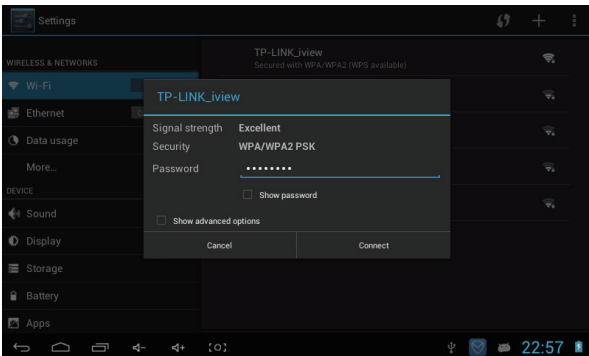 Settings
TP-LINK_iview
Secured with WPA/WPA2 (WPS available)
WIRELESS & NETWORKS
Wi-Fi
Ethernet
Data usage
More...
DEVICE
Sound
Display
Storage
Battery
Apps
TP-LINK_iview
Signal strength Excellent
Security WPA/WPA2 PSK
Password ••••••••
Show password
Show advanced options
Cancel Connect
22:57